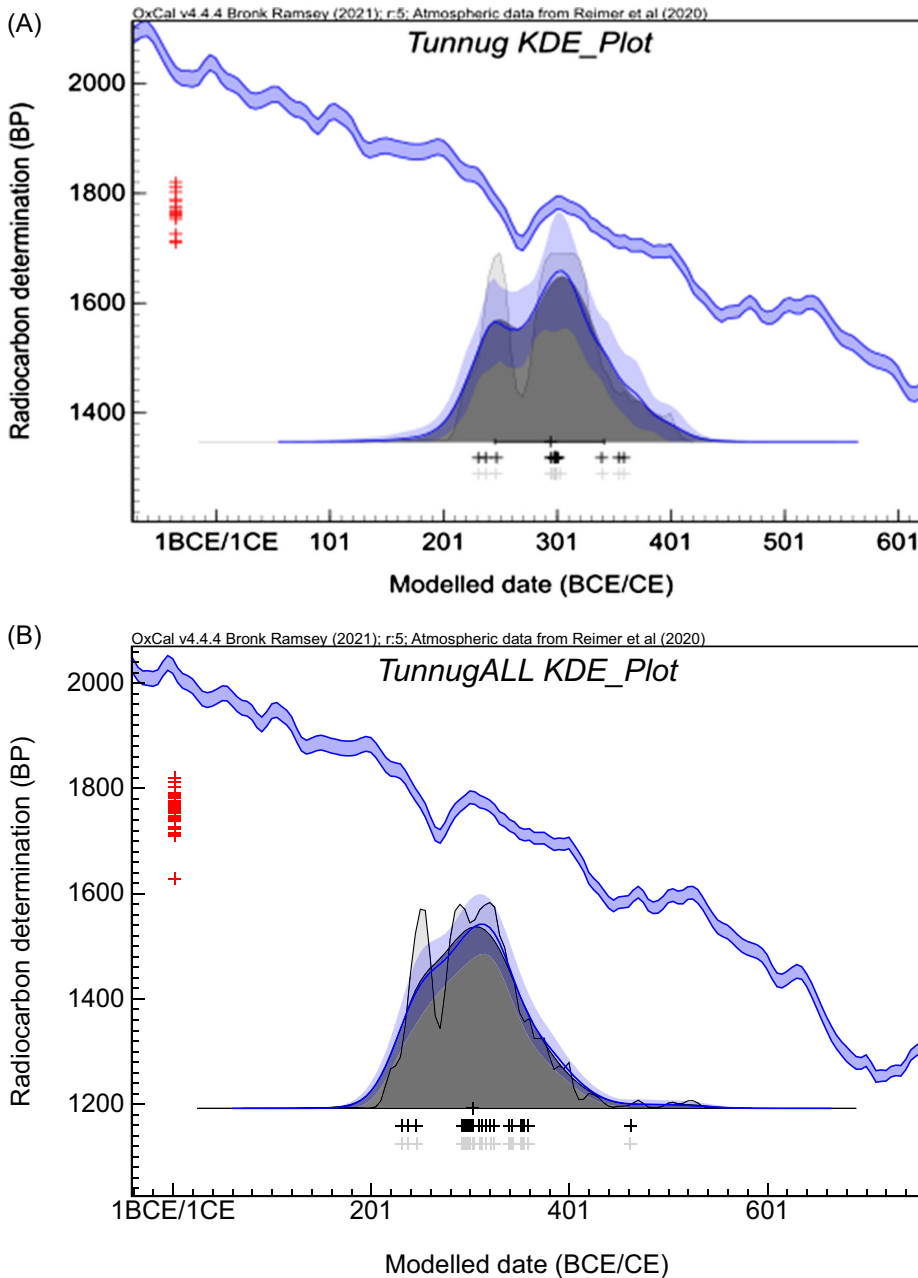 (A)
OxCal v4.4.4 Bronk Ramsey (2021); r:5; Atmospheric data from Reimer et al (2020)
Tunnug KDE_Plot
Radiocarbon determination (BP)
2000
1800
1600
1400
1BCE/1CE 101 201 301 401 501 601
Modelled date (BCE/CE)
(B)
OxCal v4.4.4 Bronk Ramsey (2021); r:5; Atmospheric data from Reimer et al (2020)
TunnugALL KDE_Plot
Radiocarbon determination (BP)
2000
1800
1600
1400
1200
1BCE/1CE 201 401 601
Modelled date (BCE/CE)